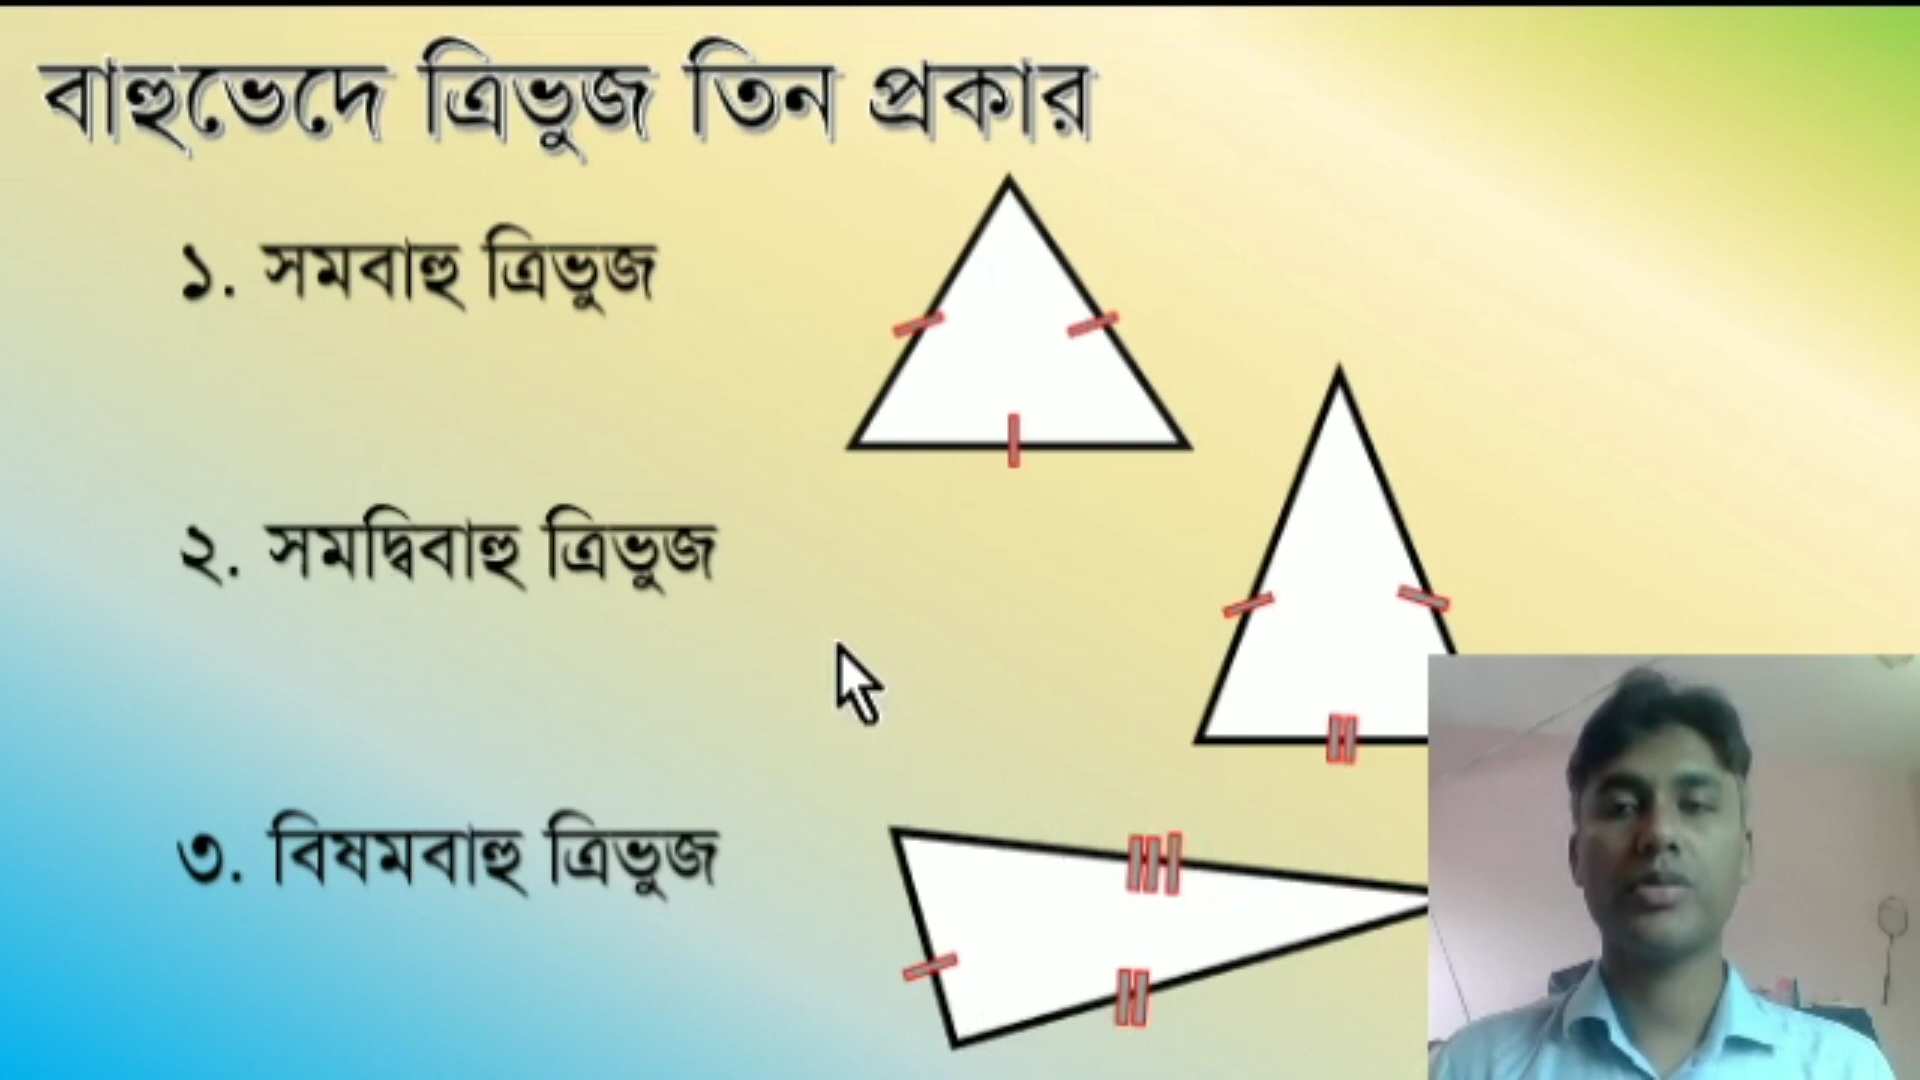 বাহুভেদে ত্রিভুজ তিন প্রকার
১. সমবাহু ত্রিভুজ
২. সমদ্বিবাহু ত্রিভুজ
৩. বিষমবাহু ত্রিভুজ